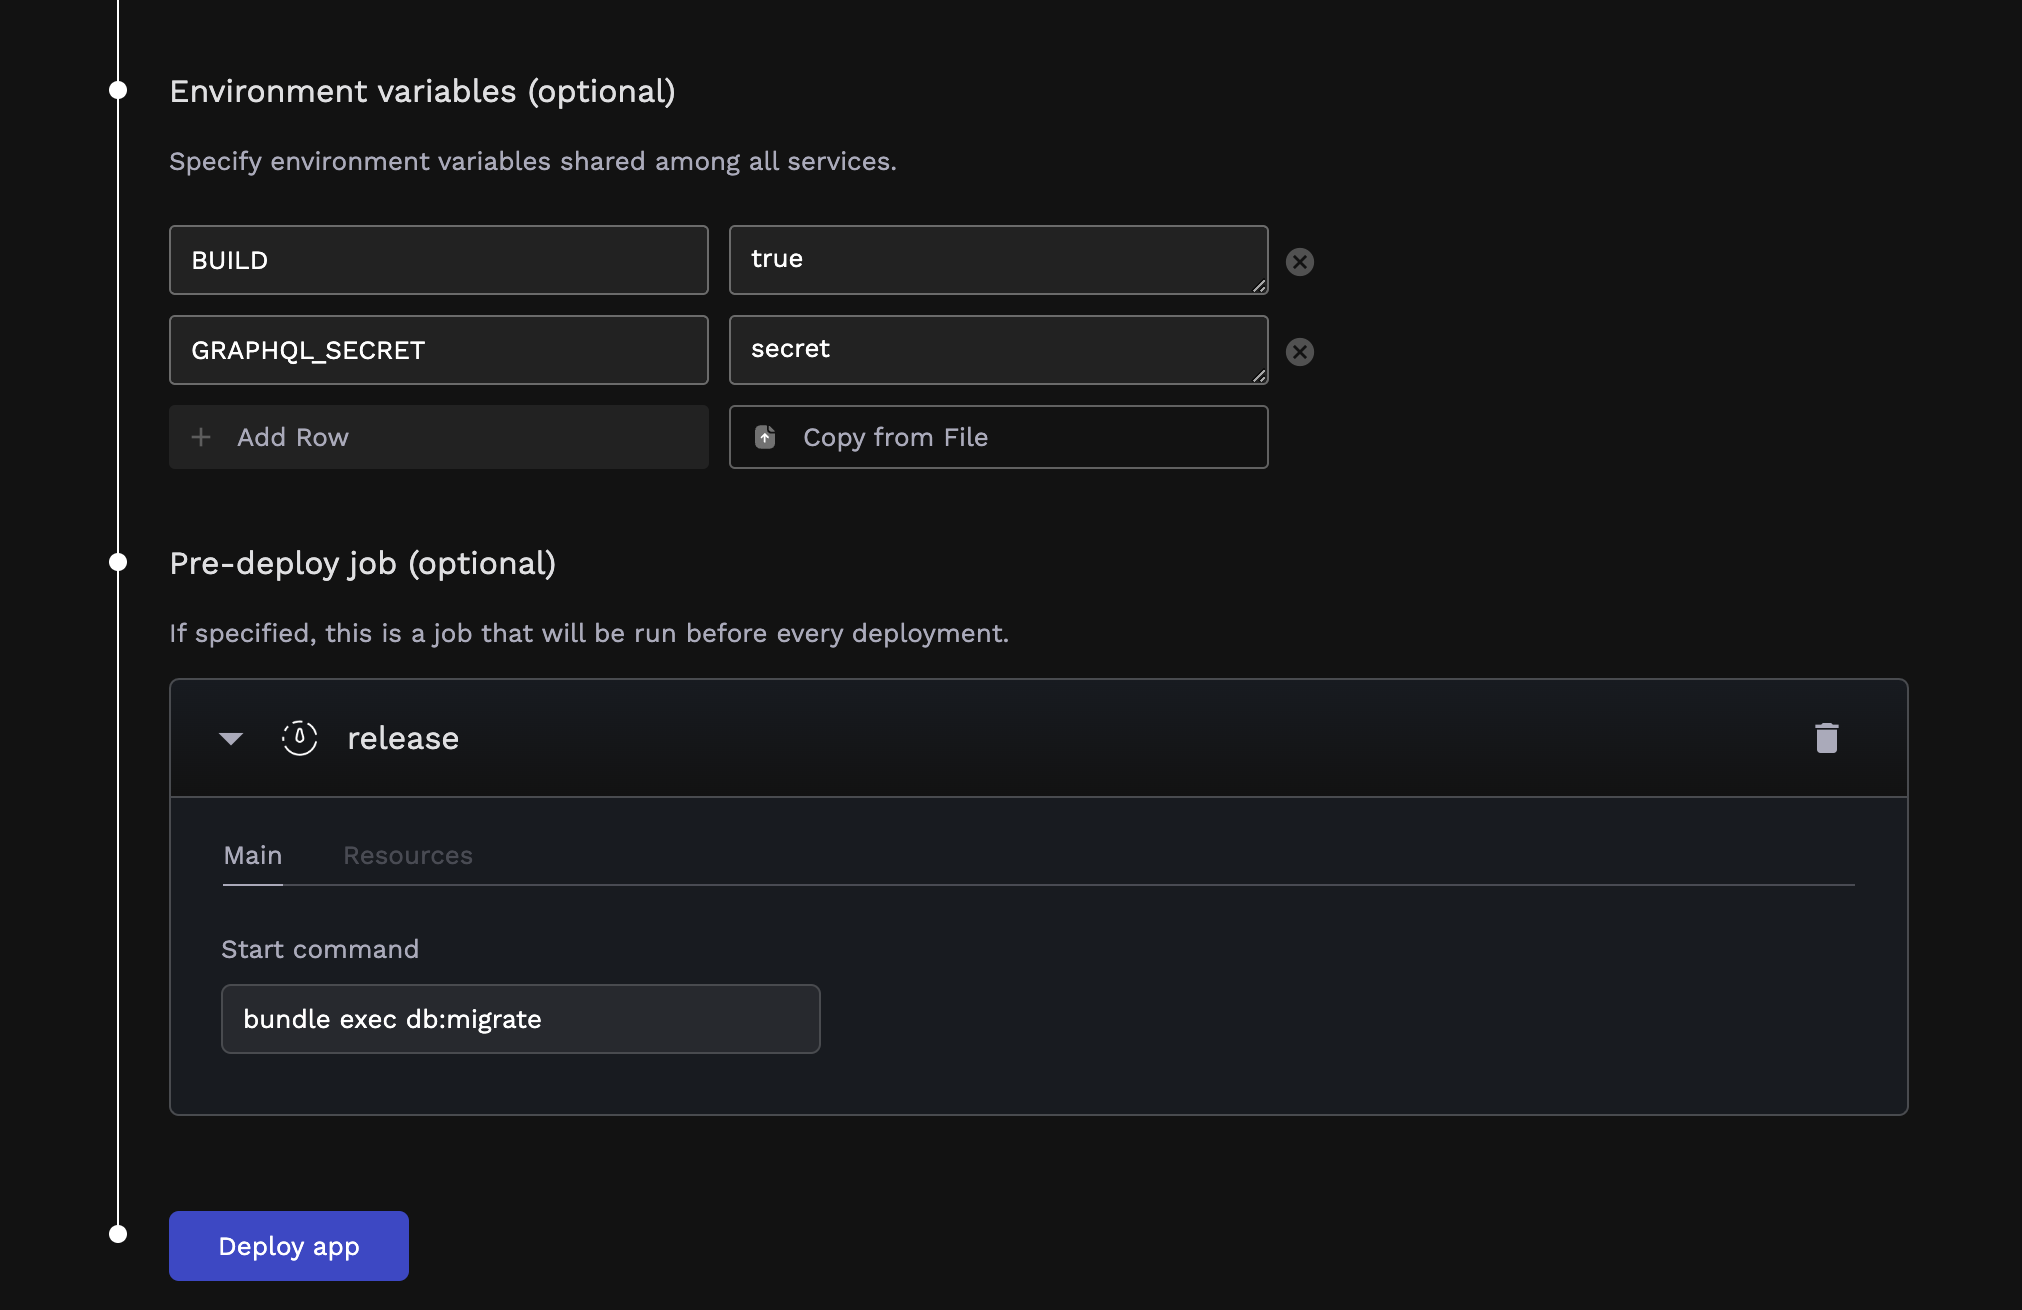 Environment variables (optional)
Specify environment variables shared among all services.
BUILD
true
GRAPHQL_SECRET
secret
Add Row
Copy from File
Pre-deploy job (optional)
If specified, this is a job that will be run before every deployment.
release
Main
Resources
Start command
bundle exec db:migrate
Deploy app